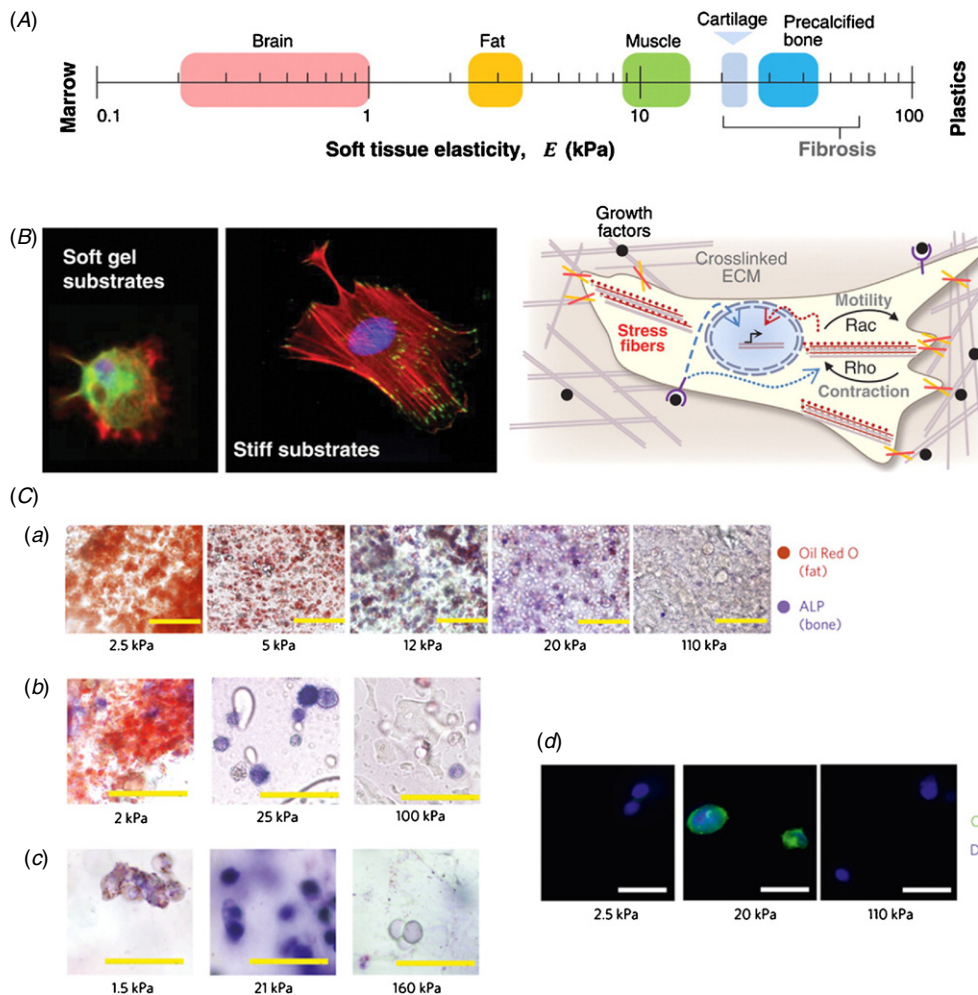 (A)
Brain
Fat
Muscle
Cartilage
Precalcified
bone
Marrow
0.1
1
10
100
Plastics
Soft tissue elasticity, E (kPa)
Fibrosis
(B)
Soft gel
substrates
Stiff substrates
Growth
factors
Crosslinked
ECM
Motility
Rac
Stress
fibers
Rho
Contraction
(C)
(a)
2.5 kPa
5 kPa
12 kPa
20 kPa
110 kPa
Oil Red O
(fat)
ALP
(bone)
(b)
2 kPa
25 kPa
100 kPa
(c)
1.5 kPa
21 kPa
160 kPa
(d)
2.5 kPa
20 kPa
110 kPa